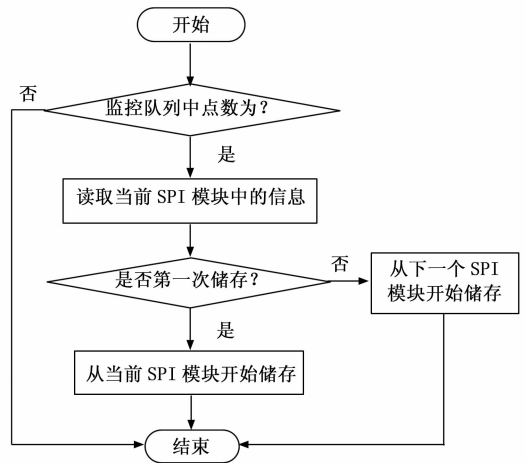 开始
否
监控队列中点数为？
是
读取当前 SPI 模块中的信息
是否第一次储存？
否
从下一个 SPI
模块开始储存
是
从当前 SPI 模块开始储存
结束